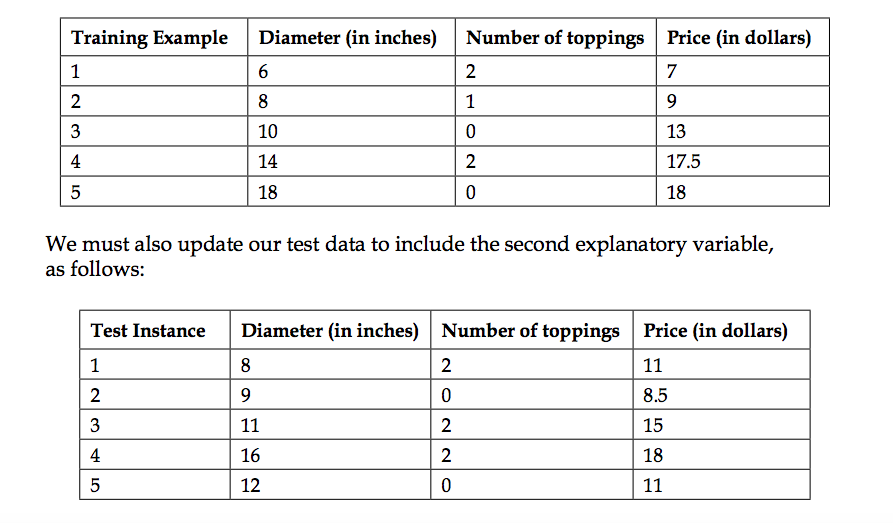 Training Example Diameter (in inches) Number of toppings Price (in dollars)
1 6 2 7
2 8 1 9
3 10 0 13
4 14 2 17.5
5 18 0 18
We must also update our test data to include the second explanatory variable,
as follows:
Test Instance Diameter (in inches) Number of toppings Price (in dollars)
1 8 2 11
2 9 0 8.5
3 11 2 15
4 16 2 18
5 12 0 11